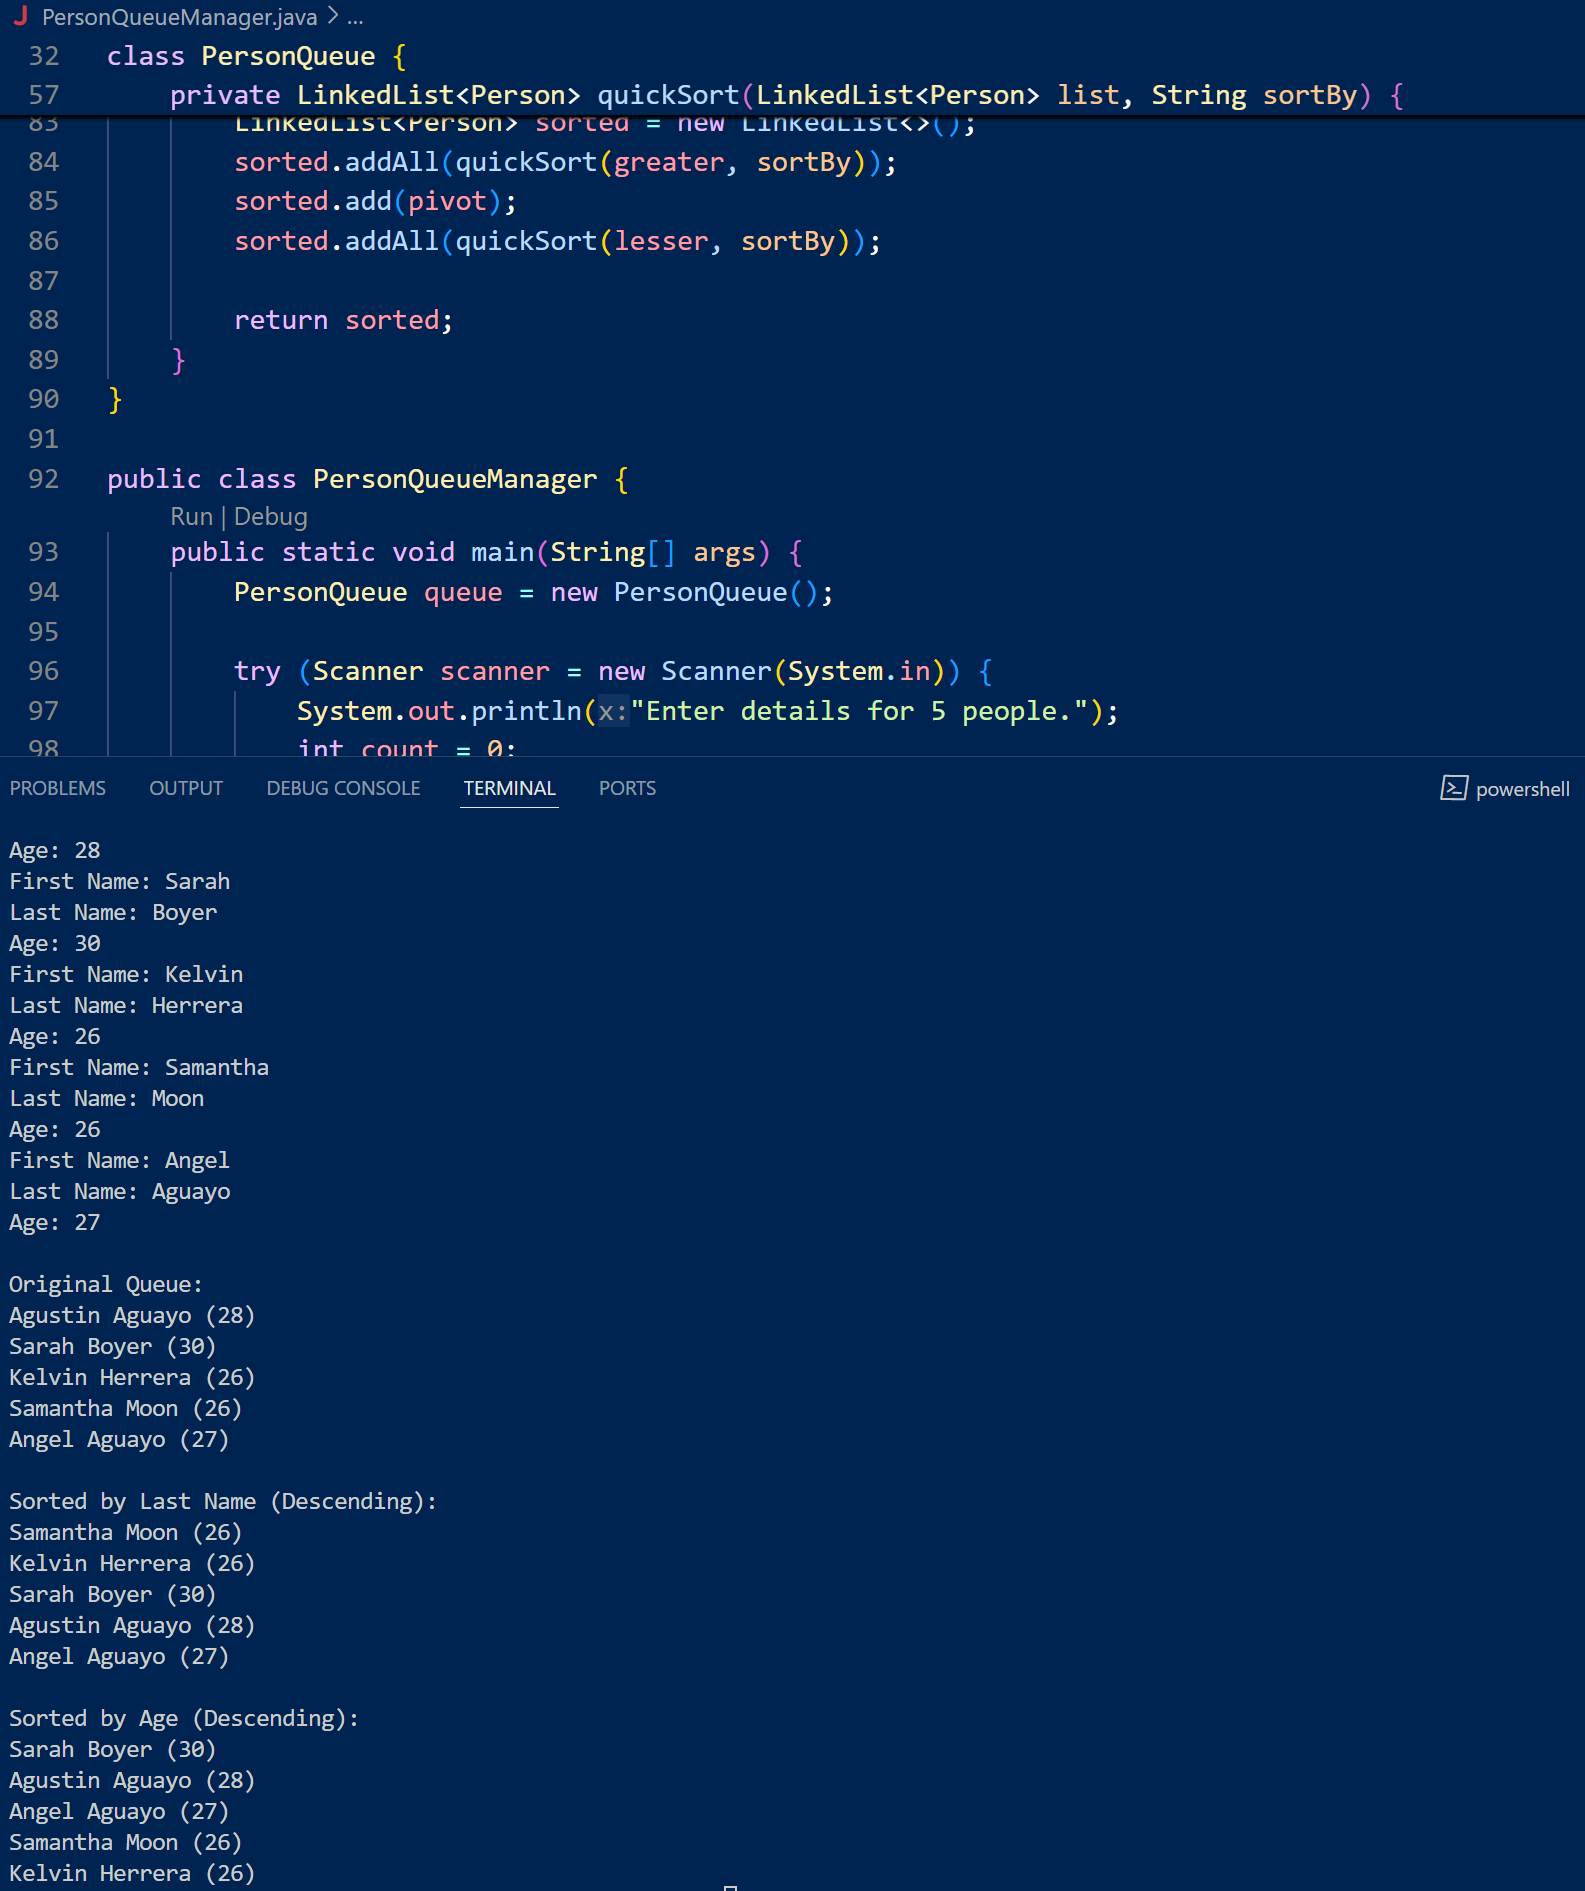 J PersonQueueManager.java > ...
32 class PersonQueue {
57     private LinkedList<Person> quickSort(LinkedList<Person> list, String sortBy) {
83         LinkedList<Person> sorted = new LinkedList<>();
84         sorted.addAll(quickSort(greater, sortBy));
85         sorted.add(pivot);
86         sorted.addAll(quickSort(lesser, sortBy));
87
88         return sorted;
89     }
90 }
91
92 public class PersonQueueManager {
Run | Debug
93     public static void main(String[] args) {
94         PersonQueue queue = new PersonQueue();
95
96         try (Scanner scanner = new Scanner(System.in)) {
97             System.out.println(x:"Enter details for 5 people.");
98             int count = 0;
PROBLEMS OUTPUT DEBUG CONSOLE TERMINAL PORTS powershell
Age: 28
First Name: Sarah
Last Name: Boyer
Age: 30
First Name: Kelvin
Last Name: Herrera
Age: 26
First Name: Samantha
Last Name: Moon
Age: 26
First Name: Angel
Last Name: Aguayo
Age: 27
Original Queue:
Agustin Aguayo (28)
Sarah Boyer (30)
Kelvin Herrera (26)
Samantha Moon (26)
Angel Aguayo (27)
Sorted by Last Name (Descending):
Samantha Moon (26)
Kelvin Herrera (26)
Sarah Boyer (30)
Agustin Aguayo (28)
Angel Aguayo (27)
Sorted by Age (Descending):
Sarah Boyer (30)
Agustin Aguayo (28)
Angel Aguayo (27)
Samantha Moon (26)
Kelvin Herrera (26)